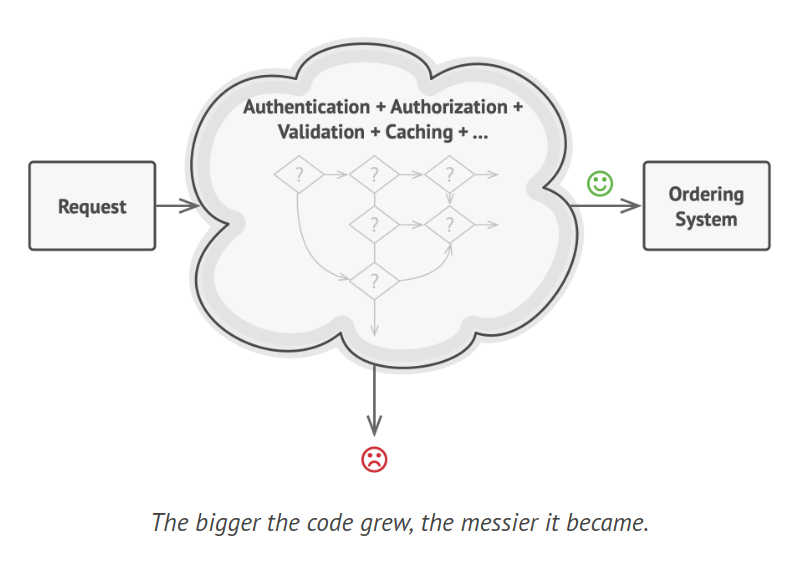 Authentication + Authorization +
Validation + Caching + ...
? ? ?
Request
Ordering
System
? ?
?
The bigger the code grew, the messier it became.